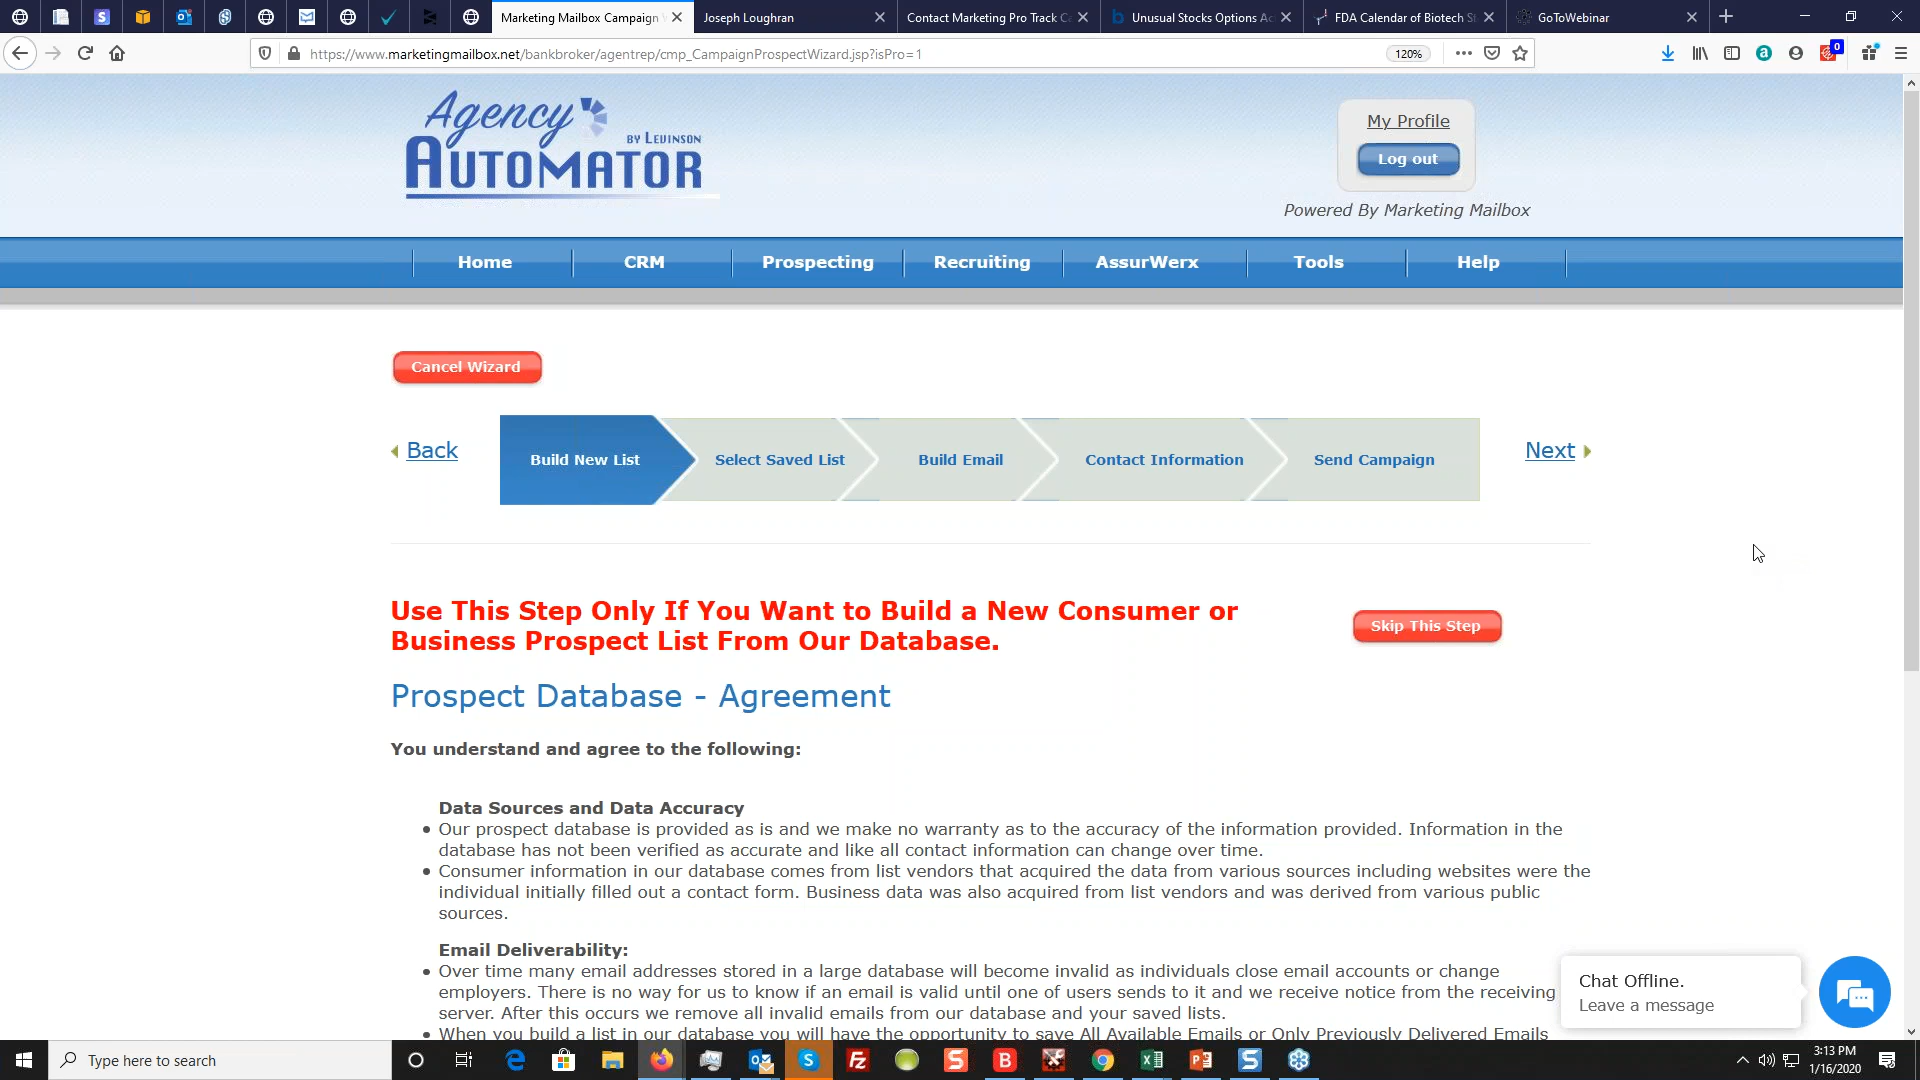 Marketing Mailbox Campaign
Joseph Loughran
Contact Marketing Pro Track
Unusual Stocks Options
FDA Calendar of Biotech
GoToWebinar
https://www.marketingmailbox.net/bankbroker/agentrep/cmp_CampaignProspectWizard.jsp?isPro=1
120%
0
Agency
BY LEVINSON
AUTOMATOR
My Profile
Log out
Powered By Marketing Mailbox
Home
CRM
Prospecting
Recruiting
AssurWerx
Tools
Help
Cancel Wizard
Back
Build New List
Select Saved List
Build Email
Contact Information
Send Campaign
Next
Use This Step Only If You Want to Build a New Consumer or
Business Prospect List From Our Database.
Skip This Step
Prospect Database - Agreement
You understand and agree to the following:
Data Sources and Data Accuracy
Our prospect database is provided as is and we make no warranty as to the accuracy of the information provided. Information in the
database has not been verified as accurate and like all contact information can change over time.
Consumer information in our database comes from list vendors that acquired the data from various sources including websites were the
individual initially filled out a contact form. Business data was also acquired from list vendors and was derived from various public
sources.
Email Deliverability:
Over time many email addresses stored in a large database will become invalid as individuals close email accounts or change
employers. There is no way for us to know if an email is valid until one of users sends to it and we receive notice from the receiving
server. After this occurs we remove all invalid emails from our database and your saved lists.
When you build a list in our database you will have the opportunity to save All Available Emails or Only Previously Delivered Emails
Chat Offline.
Leave a message
Type here to search
3:13 PM
1/16/2020